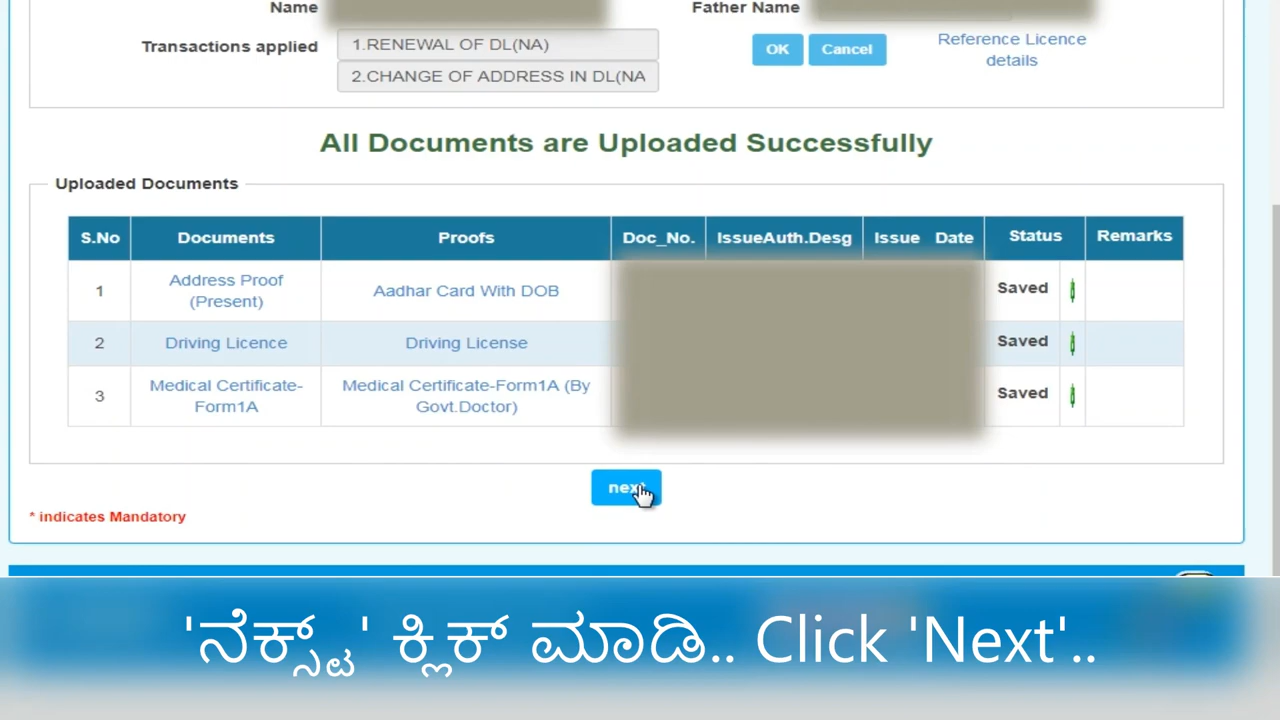 Name
Father Name
Transactions applied
1.RENEWAL OF DL(NA)
2.CHANGE OF ADDRESS IN DL(NA
OK
Cancel
Reference Licence
details
All Documents are Uploaded Successfully
Uploaded Documents
S.No Documents Proofs Doc_No. IssueAuth.Desg Issue Date Status Remarks
1 Address Proof (Present) Aadhar Card With DOB Saved
2 Driving Licence Driving License Saved
3 Medical Certificate-Form1A Medical Certificate-Form1A (By Govt.Doctor) Saved
next
* indicates Mandatory
'ನೆಕ್ಸ್ಟ್' ಕ್ಲಿಕ್ ಮಾಡಿ.. Click 'Next'..